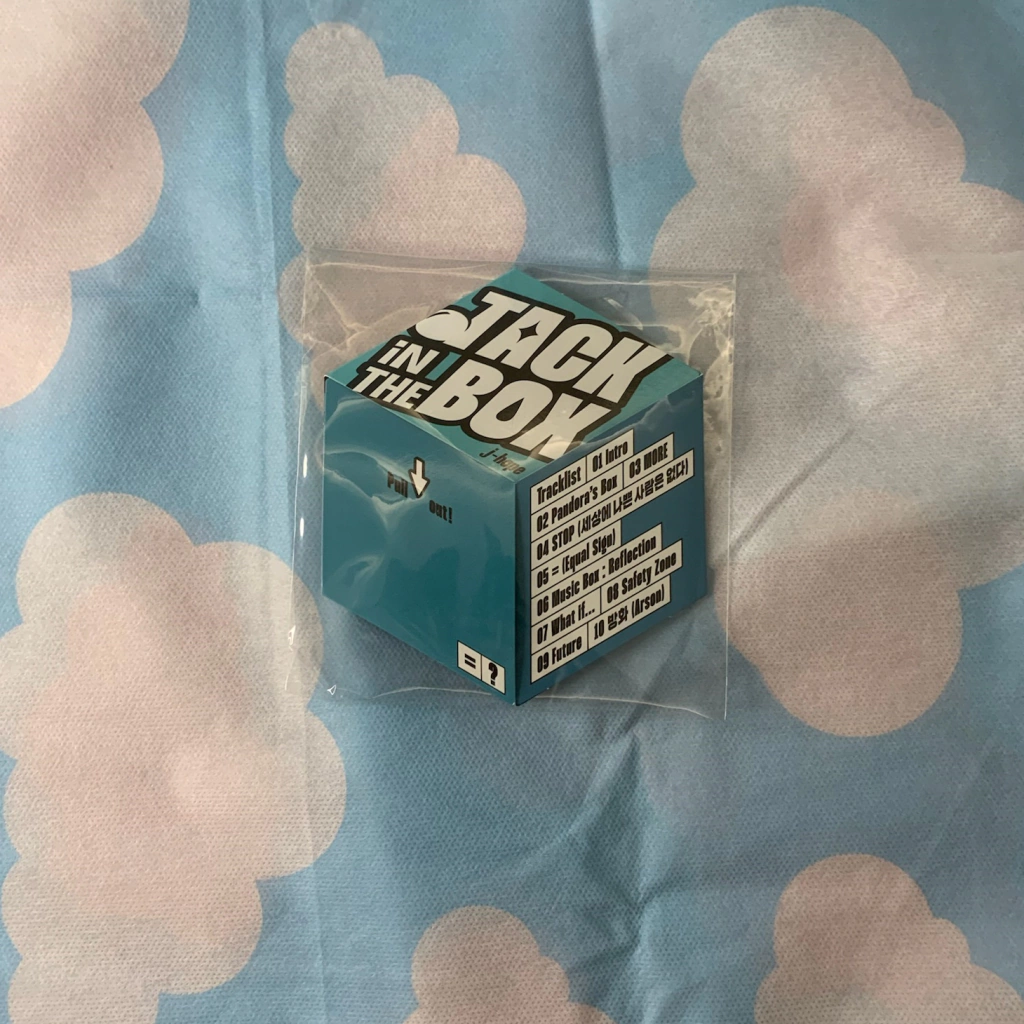 JACK
iN
THE BOX
j-hope
Pull out!
= ?
Tracklist 01 Intro
02 Pandora's Box 03 MORE
04 STOP (세상에 나쁜 사람은 없다)
05 = (Equal Sign)
06 Music Box : Reflection
07 What if... 08 Safety Zone
09 Future 10 방화 (Arson)